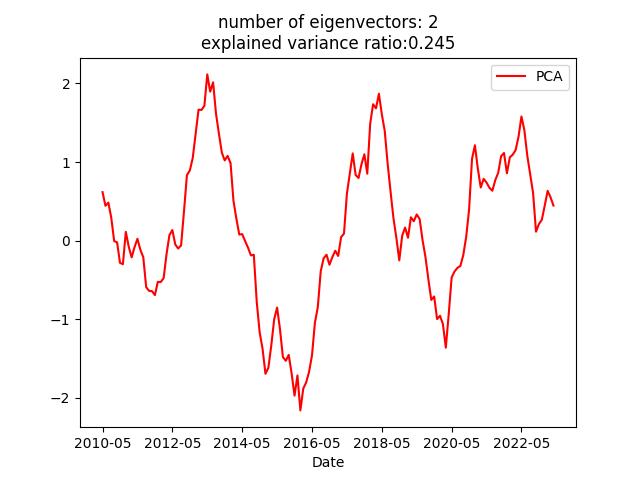 number of eigenvectors: 2
explained variance ratio:0.245
PCA
2
1
0
−1
−2
2010-05 2012-05 2014-05 2016-05 2018-05 2020-05 2022-05
Date